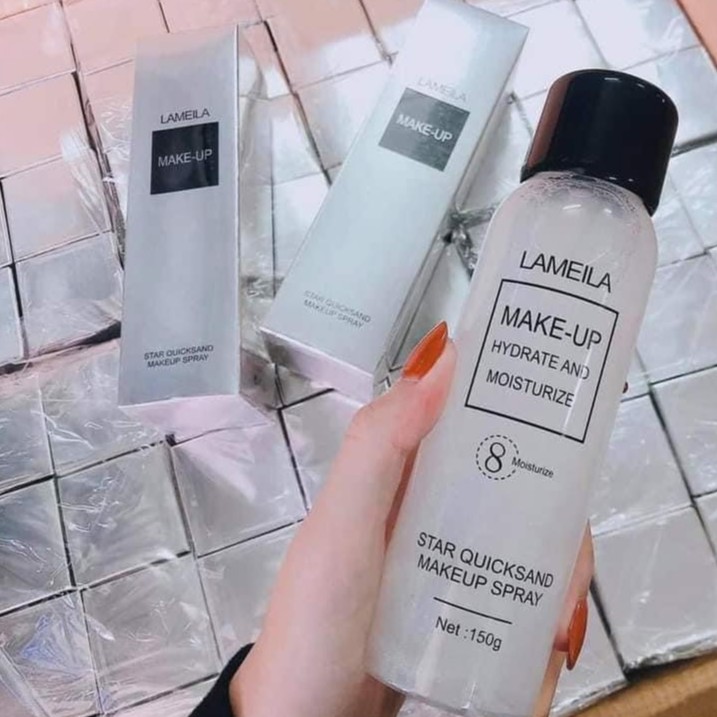 LAMEILA
MAKE-UP
STAR QUICKSAND
MAKEUP SPRAY
LAMEILA
MAKE-UP
STAR QUICKSAND
MAKEUP SPRAY
LAMEILA
MAKE-UP
HYDRATE AND
MOISTURIZE
8 Moisturize
STAR QUICKSAND
MAKEUP SPRAY
Net :150g